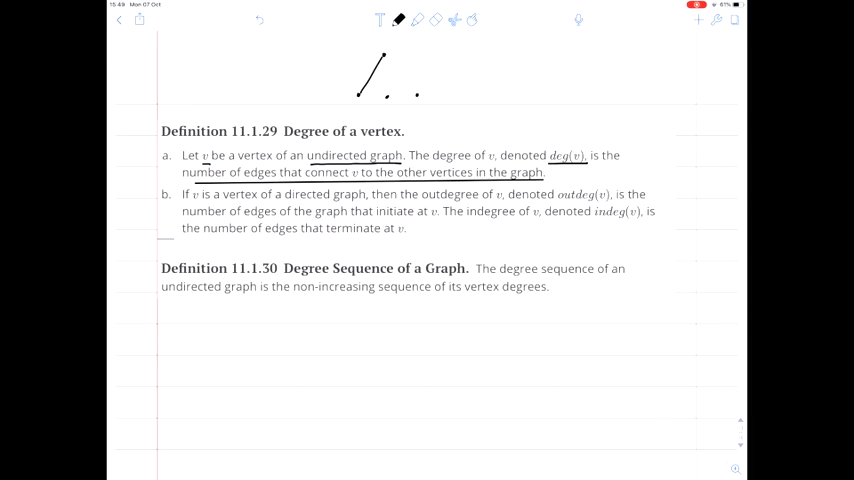 15.49 Mon 07 Oct
61%
T
Definition 11.1.29 Degree of a vertex.
a. Let v be a vertex of an undirected graph. The degree of v, denoted deg(v), is the
number of edges that connect v to the other vertices in the graph.
b. If v is a vertex of a directed graph, then the outdegree of v, denoted outdeg(v), is the
number of edges of the graph that initiate at v. The indegree of v, denoted indeg(v), is
the number of edges that terminate at v.
Definition 11.1.30 Degree Sequence of a Graph. The degree sequence of an
undirected graph is the non-increasing sequence of its vertex degrees.